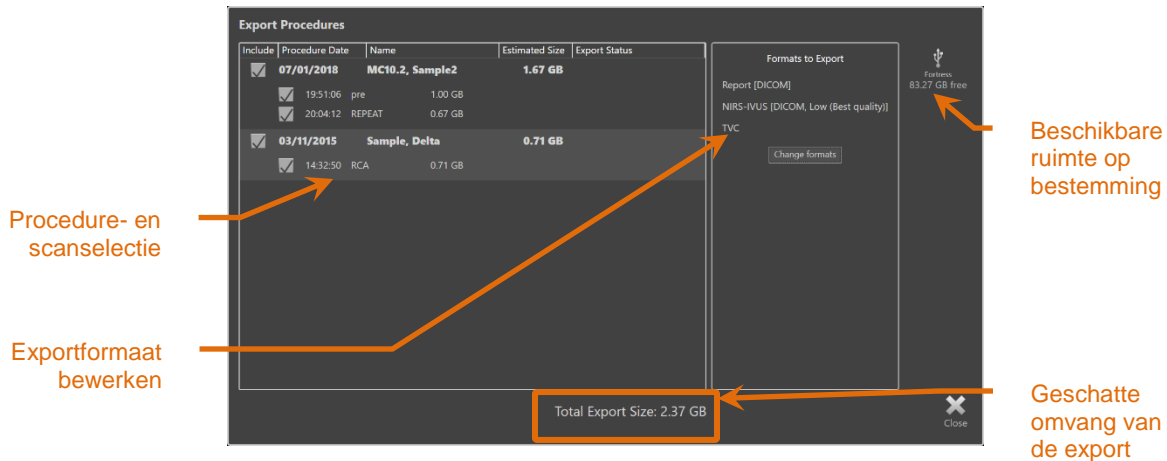 Export Procedures
Include Procedure Date Name Estimated Size Export Status
07/01/2018 MC10.2, Sample2 1.67 GB
19:51:06 pre 1.00 GB
20:04:12 REPEAT 0.67 GB
03/11/2015 Sample, Delta 0.71 GB
14:32:50 RCA 0.71 GB
Formats to Export
Report [DICOM]
NIRS-IVUS [DICOM, Low (Best quality)]
TVC
Change formats
Fortress
83.27 GB free
Beschikbare
ruimte op
bestemming
Procedure- en
scanselectie
Exportformaat
bewerken
Total Export Size: 2.37 GB
Close
Geschatte
omvang van
de export